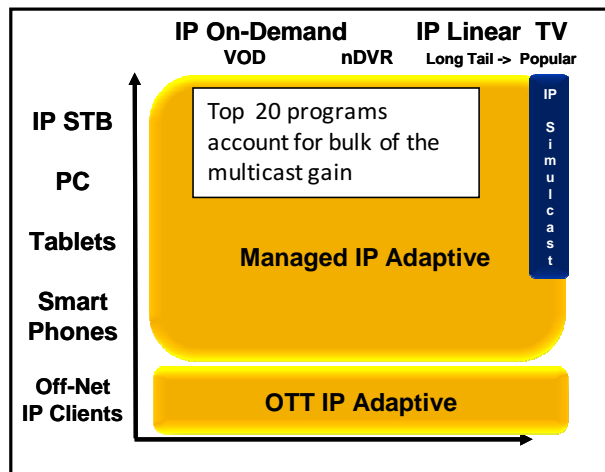 IP On-Demand IP Linear TV
VOD nDVR Long Tail -> Popular
IP STB
PC
Tablets
Smart
Phones
Off-Net
IP Clients
Top 20 programs
account for bulk of the
multicast gain
IP Simulcast
Managed IP Adaptive
OTT IP Adaptive